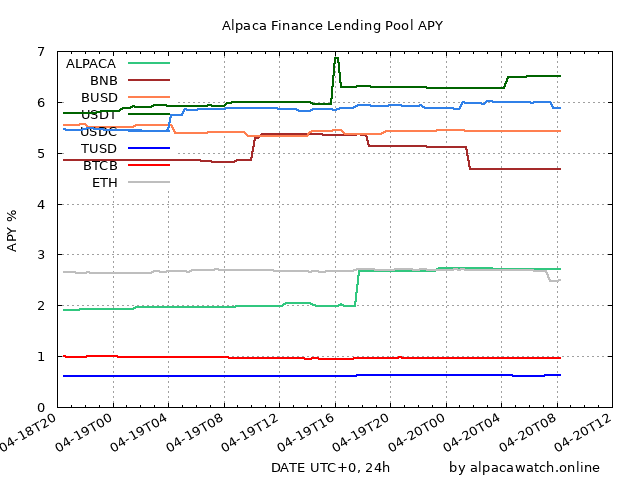 Alpaca Finance Lending Pool APY
7
6
5
4
3
2
1
0
APY %
ALPACA
BNB
BUSD
USDT
USDC
TUSD
BTCB
ETH
04-18T20
04-19T00
04-19T04
04-19T08
04-19T12
04-19T16
04-19T20
04-20T00
04-20T04
04-20T08
04-20T12
DATE UTC+0, 24h by alpacawatch.online